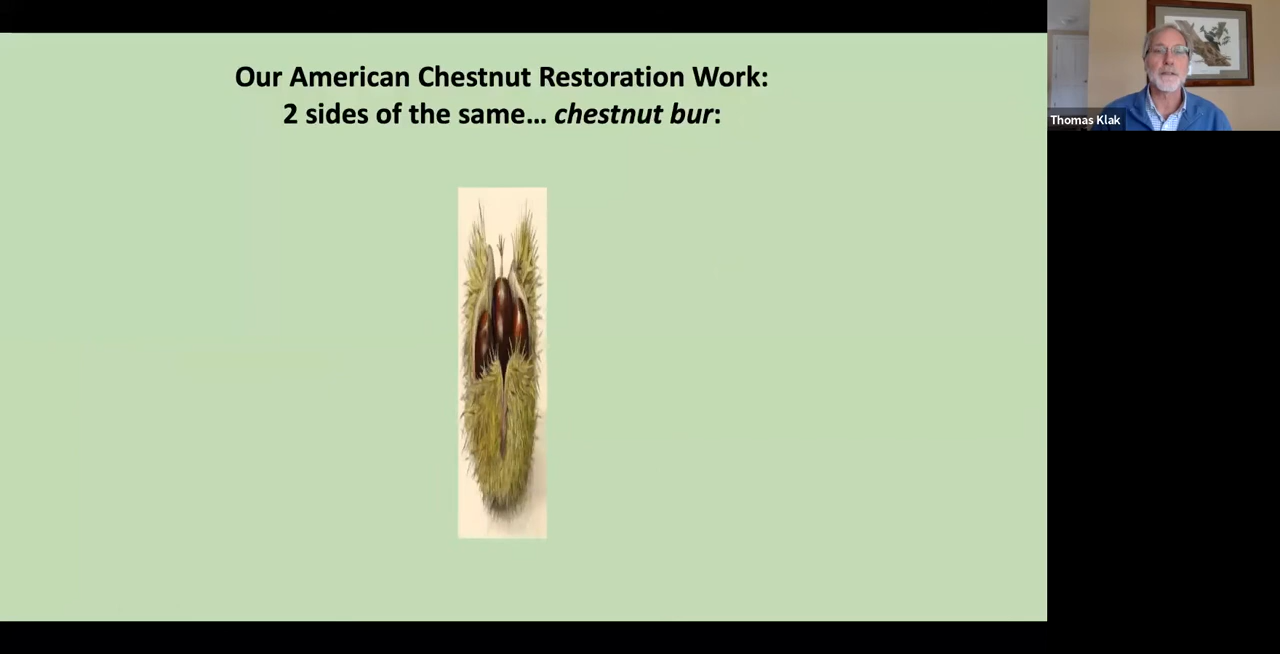 Our American Chestnut Restoration Work:
2 sides of the same… chestnut bur:
Thomas Klak